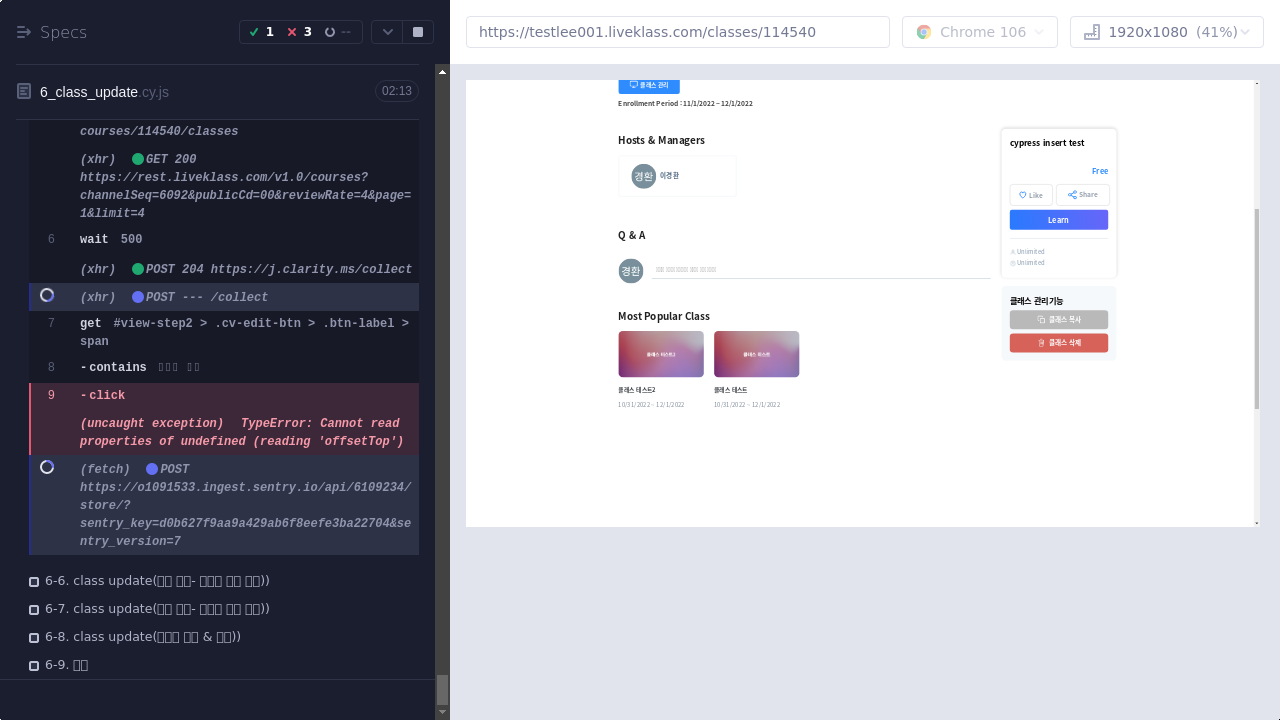 Specs
1
3
--
https://testlee001.liveklass.com/classes/114540
Chrome 106
1920x1080 (41%)
6_class_update.cy.js
02:13
courses/114540/classes
(xhr) GET 200
https://rest.liveklass.com/v1.0/courses?
channelSeq=6092&publicCd=00&reviewRate=4&page=
1&limit=4
6 wait 500
(xhr) POST 204 https://j.clarity.ms/collect
(xhr) POST --- /collect
7 get #view-step2 > .cv-edit-btn > .btn-label >
span
8 -contains
9 -click
(uncaught exception) TypeError: Cannot read
properties of undefined (reading 'offsetTop')
(fetch) POST
https://o1091533.ingest.sentry.io/api/6109234/
store/?
sentry_key=d0b627f9aa9a429ab6f8eefe3ba22704&se
ntry_version=7
6-6. class update(
6-7. class update(
6-8. class update(
6-9.
클래스 관리
Enrollment Period : 11/1/2022 ~ 12/1/2022
Hosts & Managers
경환
이경환
Q & A
경환
Most Popular Class
클래스 테스트2
클래스 테스트
클래스 테스트2
클래스 테스트
10/31/2022 ~ 12/1/2022
10/31/2022 ~ 12/1/2022
cypress insert test
Free
Like
Share
Learn
Unlimited
Unlimited
클래스 관리기능
클래스 복사
클래스 삭제